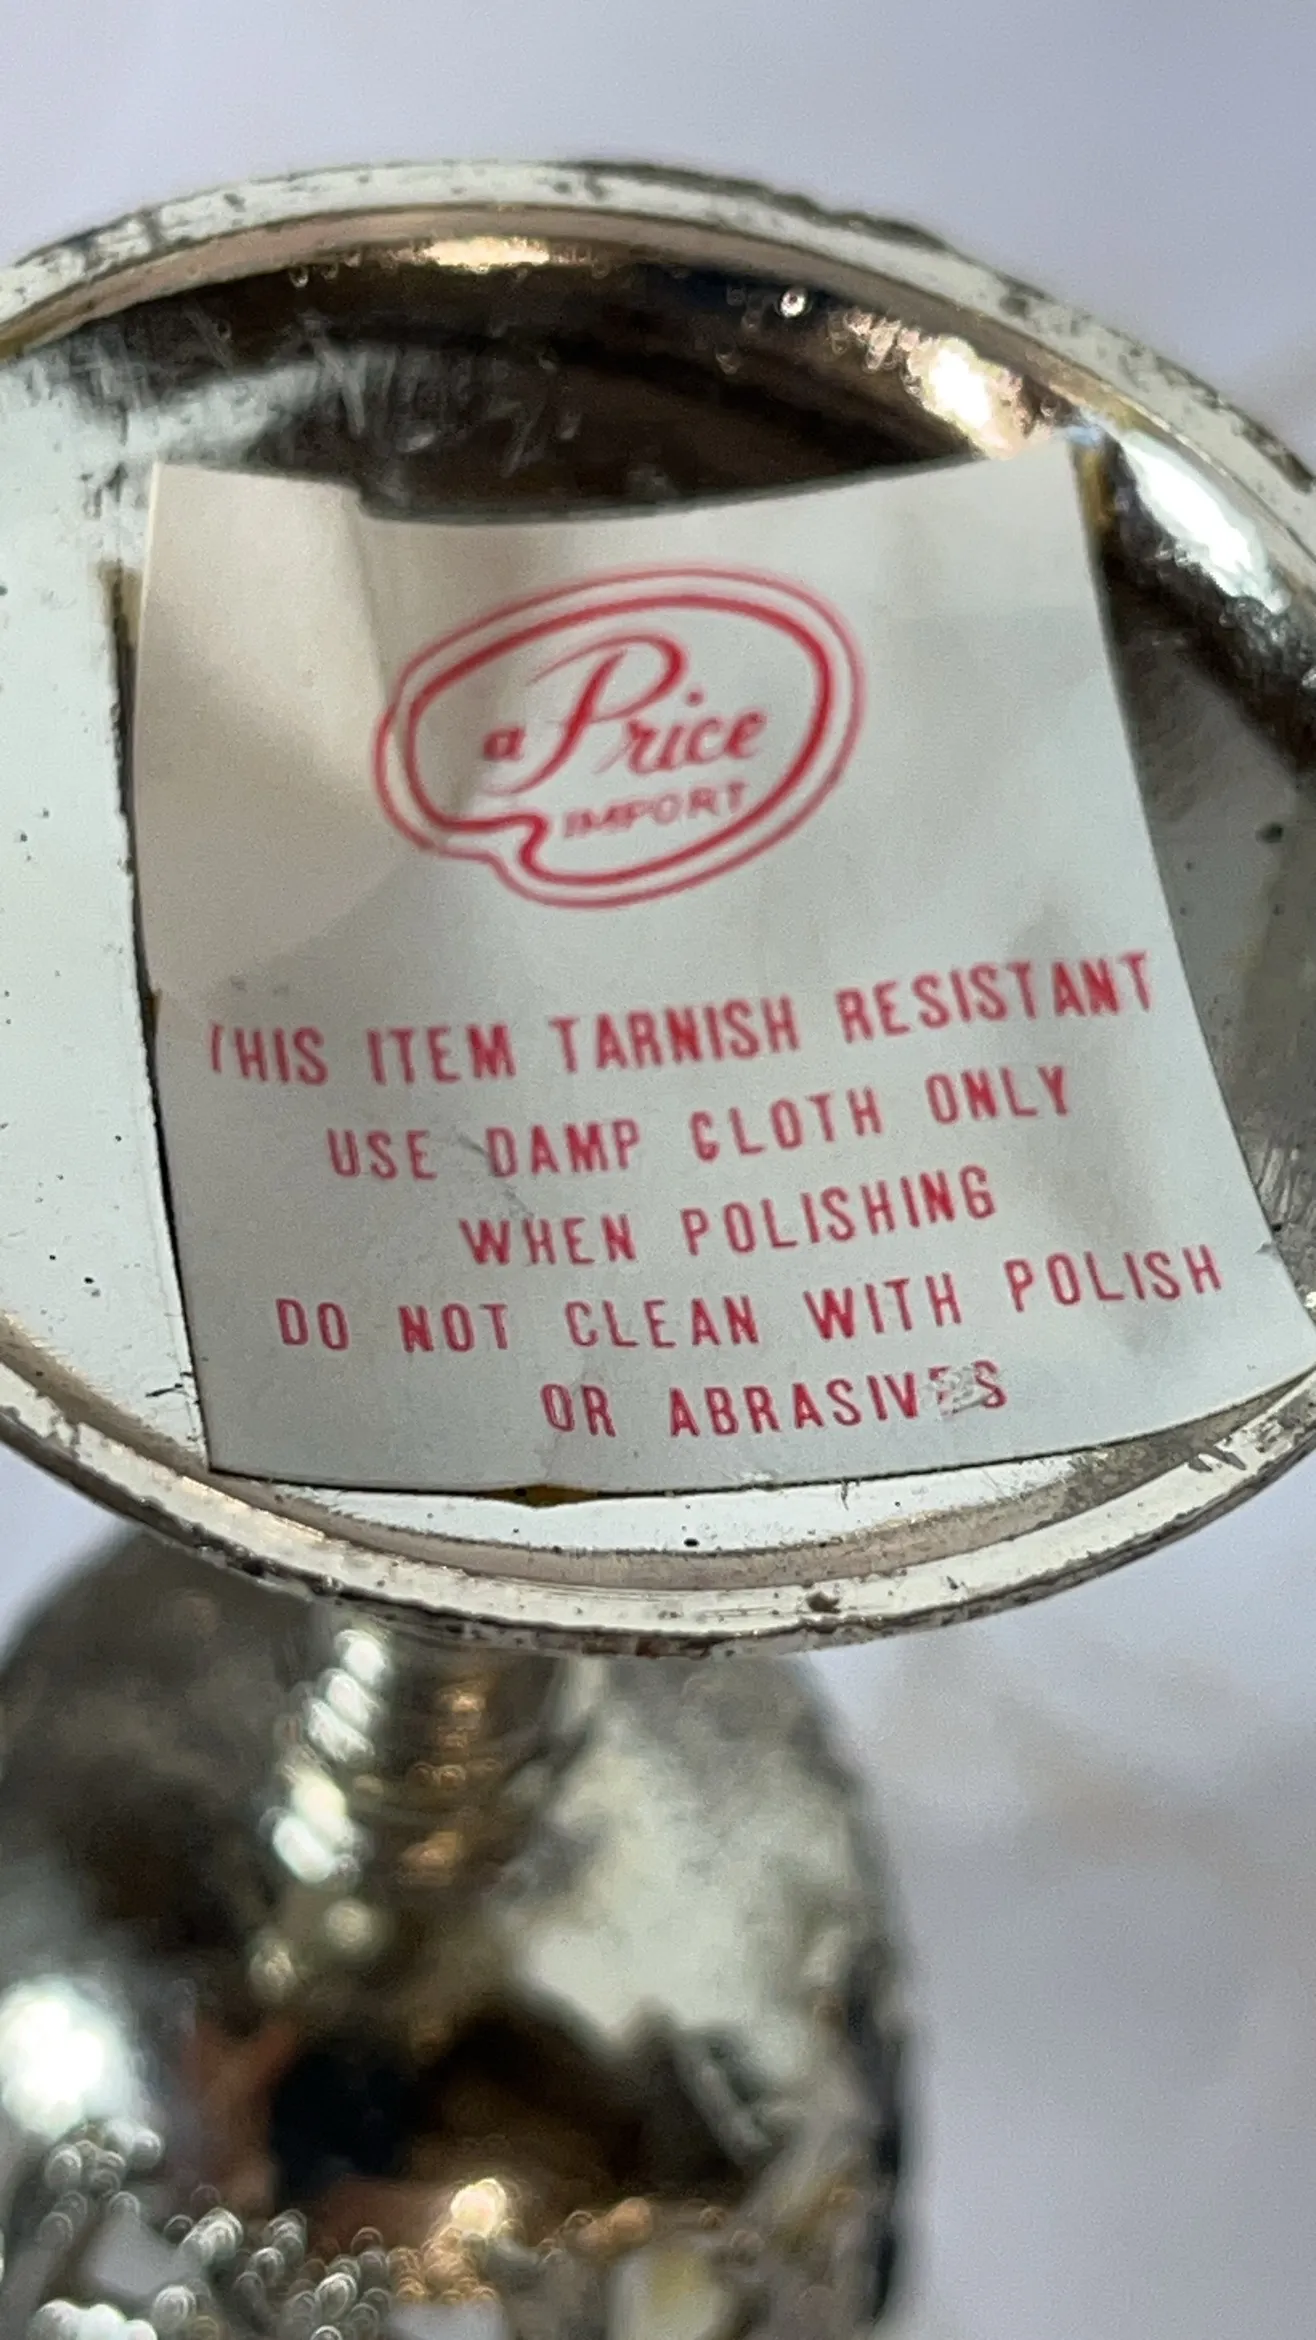 a Price
IMPORT
THIS ITEM TARNISH RESISTANT
USE DAMP CLOTH ONLY
WHEN POLISHING
DO NOT CLEAN WITH POLISH
OR ABRASIVES